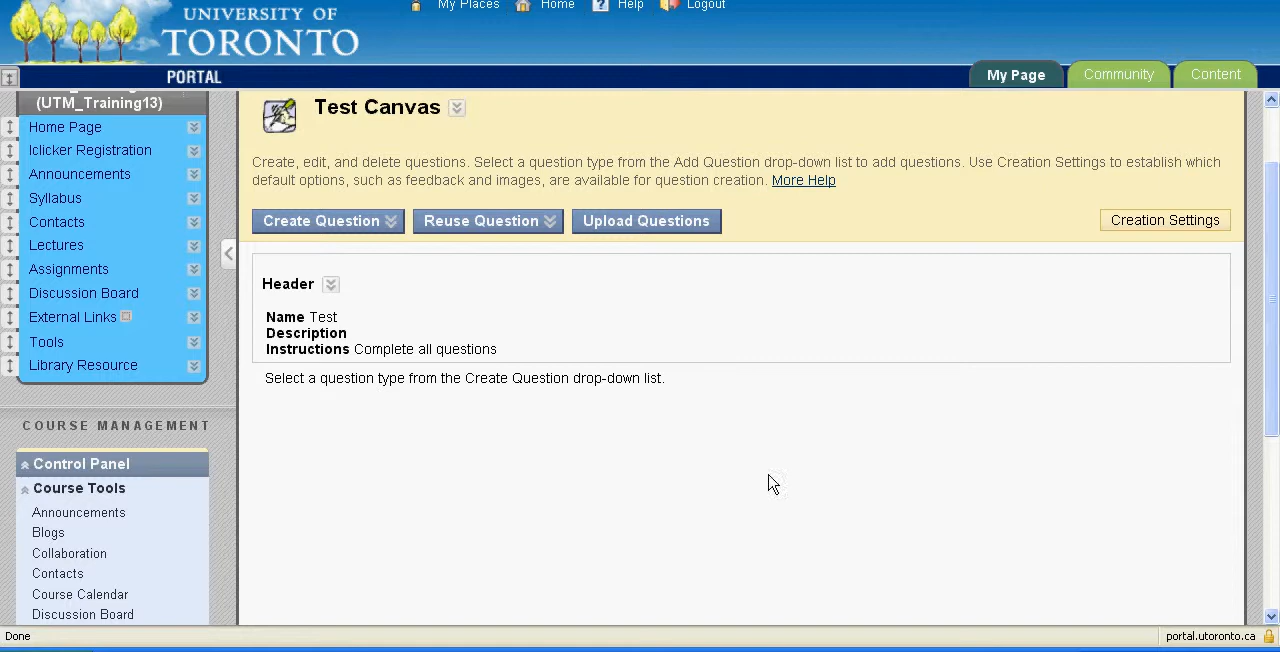 UNIVERSITY OF
TORONTO
PORTAL
My Places Home Help Logout
My Page Community Content
(UTM_Training13)
Home Page
Iclicker Registration
Announcements
Syllabus
Contacts
Lectures
Assignments
Discussion Board
External Links
Tools
Library Resource
COURSE MANAGEMENT
Control Panel
Course Tools
Announcements
Blogs
Collaboration
Contacts
Course Calendar
Discussion Board
Test Canvas
Create, edit, and delete questions. Select a question type from the Add Question drop-down list to add questions. Use Creation Settings to establish which
default options, such as feedback and images, are available for question creation. More Help
Create Question Reuse Question Upload Questions Creation Settings
Header
Name Test
Description
Instructions Complete all questions
Select a question type from the Create Question drop-down list.
Done portal.utoronto.ca